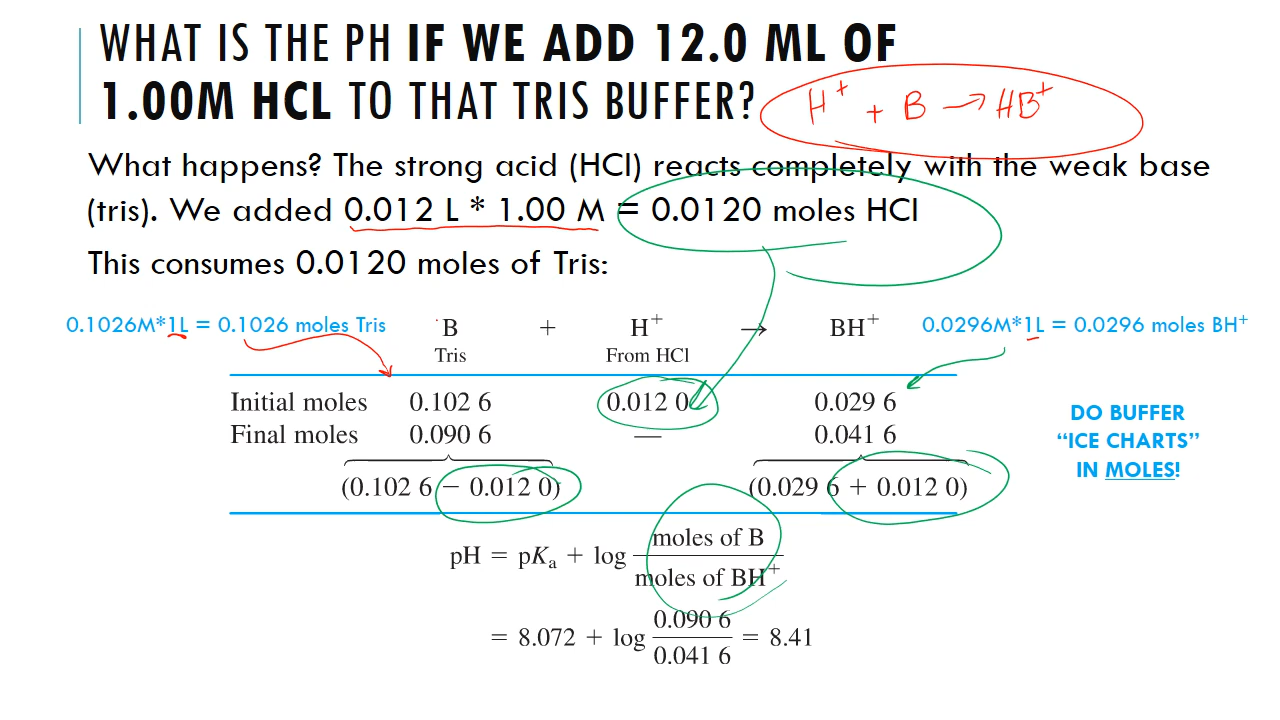 WHAT IS THE PH IF WE ADD 12.0 ML OF
1.00M HCL TO THAT TRIS BUFFER?
H⁺ + B → HB⁺
What happens? The strong acid (HCl) reacts completely with the weak base
(tris). We added 0.012 L * 1.00 M = 0.0120 moles HCl
This consumes 0.0120 moles of Tris:
0.1026M*1L = 0.1026 moles Tris
B + H⁺ → BH⁺
0.0296M*1L = 0.0296 moles BH⁺
Tris From HCl
Initial moles 0.102 6 0.012 0 0.029 6
Final moles 0.090 6 — 0.041 6
(0.102 6 − 0.012 0) (0.029 6 + 0.012 0)
DO BUFFER
“ICE CHARTS”
IN MOLES!
pH = pKₐ + log moles of B / moles of BH⁺
= 8.072 + log 0.090 6 / 0.041 6 = 8.41